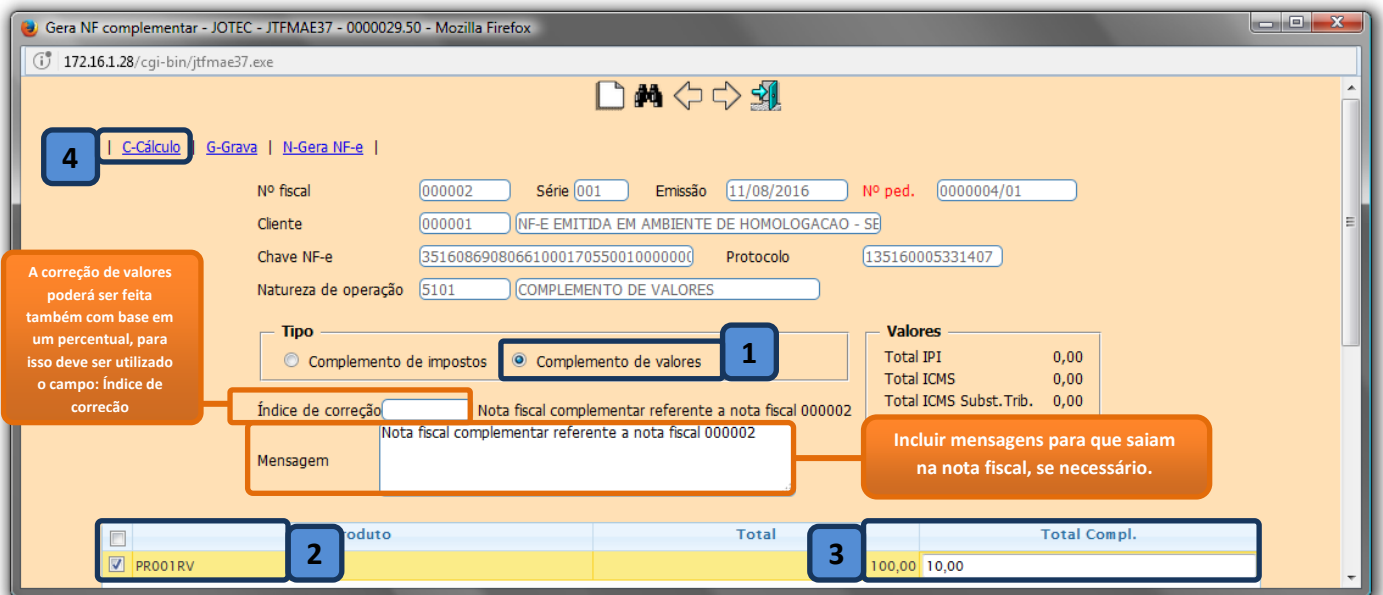 Gera NF complementar - JOTEC - JTFMAE37 - 0000029.50 - Mozilla Firefox
172.16.1.28/cgi-bin/jtfmae37.exe
4
| C-Cálculo | G-Grava | N-Gera NF-e |
Nº fiscal 000002 Série 001 Emissão 11/08/2016 Nº ped. 0000004/01
Cliente 000001 NF-E EMITIDA EM AMBIENTE DE HOMOLOGACAO - SE
Chave NF-e 35160869080661000170550010000000 Protocolo 135160005331407
Natureza de operação 5101 COMPLEMENTO DE VALORES
A correção de valores
poderá ser feita
também com base em
um percentual, para
isso deve ser utilizado
o campo: Índice de
correcão
Tipo
Complemento de impostos Complemento de valores
1
Valores
Total IPI 0,00
Total ICMS 0,00
Total ICMS Subst.Trib. 0,00
Índice de correção Nota fiscal complementar referente a nota fiscal 000002
Mensagem Nota fiscal complementar referente a nota fiscal 000002
Incluir mensagens para que saiam
na nota fiscal, se necessário.
roduto Total Total Compl.
2
3
PR001RV 100,00 10,00